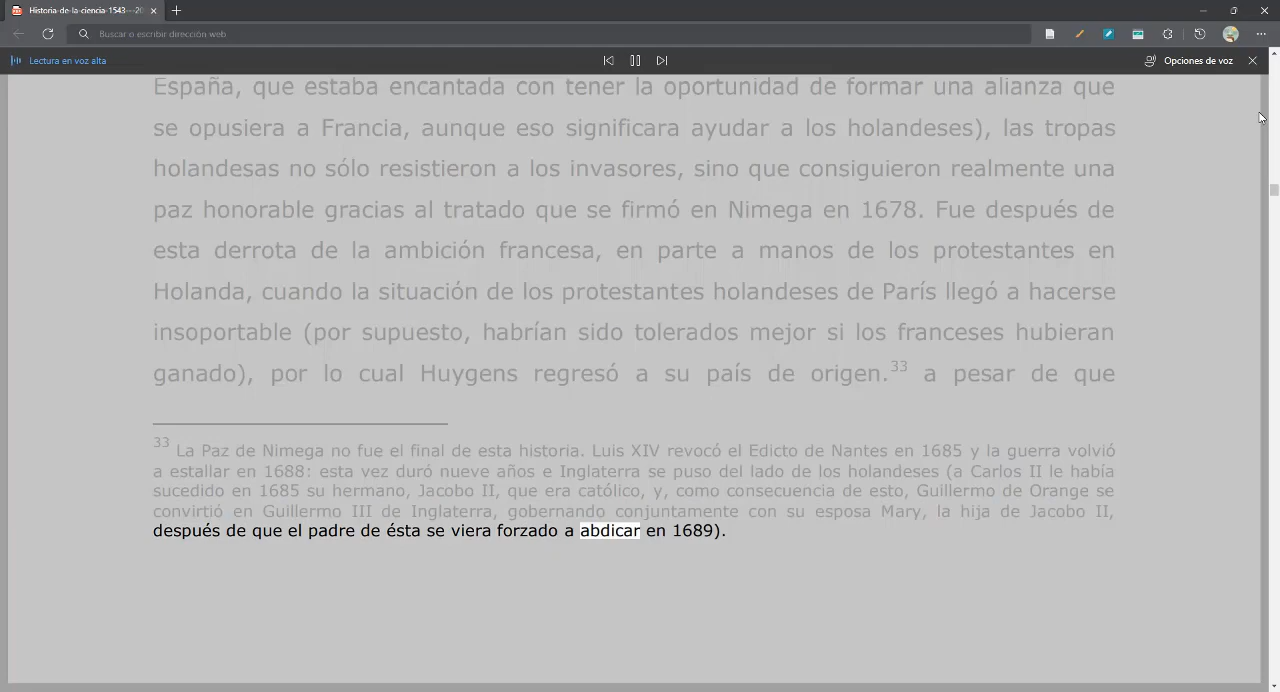 Historia-de-la-ciencia-1543---20
Buscar o escribir dirección web
Lectura en voz alta
Opciones de voz
España, que estaba encantada con tener la oportunidad de formar una alianza que
se opusiera a Francia, aunque eso significara ayudar a los holandeses), las tropas
holandesas no sólo resistieron a los invasores, sino que consiguieron realmente una
paz honorable gracias al tratado que se firmó en Nimega en 1678. Fue después de
esta derrota de la ambición francesa, en parte a manos de los protestantes en
Holanda, cuando la situación de los protestantes holandeses de París llegó a hacerse
insoportable (por supuesto, habrían sido tolerados mejor si los franceses hubieran
ganado), por lo cual Huygens regresó a su país de origen.33 a pesar de que
33 La Paz de Nimega no fue el final de esta historia. Luis XIV revocó el Edicto de Nantes en 1685 y la guerra volvió
a estallar en 1688: esta vez duró nueve años e Inglaterra se puso del lado de los holandeses (a Carlos II le había
sucedido en 1685 su hermano, Jacobo II, que era católico, y, como consecuencia de esto, Guillermo de Orange se
convirtió en Guillermo III de Inglaterra, gobernando conjuntamente con su esposa Mary, la hija de Jacobo II,
después de que el padre de ésta se viera forzado a abdicar en 1689).